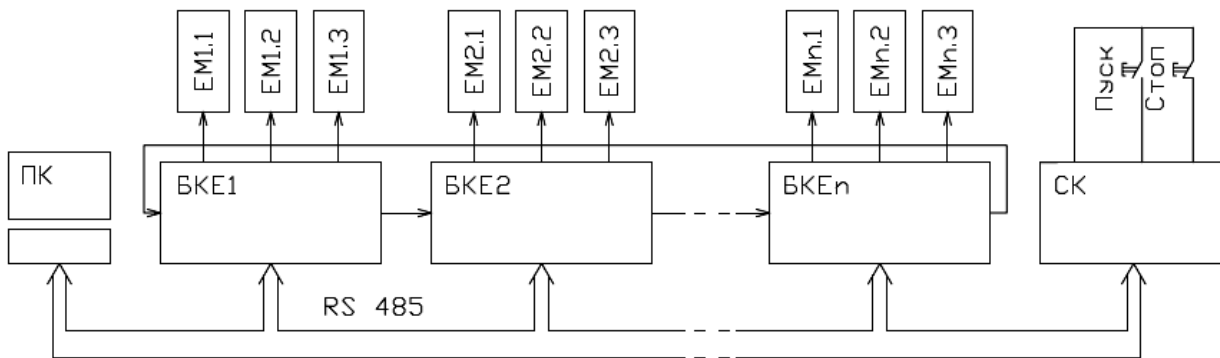 ЕМ1.1
ЕМ1.2
ЕМ1.3
ЕМ2.1
ЕМ2.2
ЕМ2.3
ЕМn.1
ЕМn.2
ЕМn.3
Пуск
Стоп
ПК
БКЕ1
БКЕ2
БКЕn
СК
RS 485